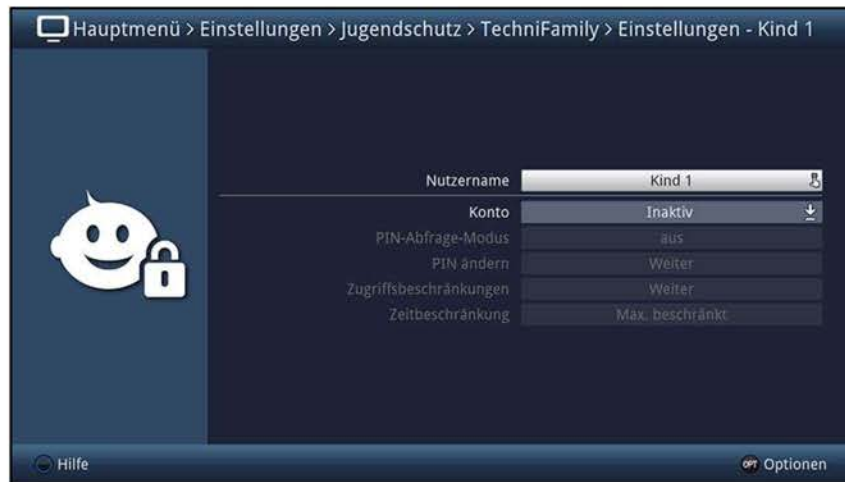 Hauptmenü > Einstellungen > Jugendschutz > TechniFamily > Einstellungen - Kind 1
Nutzername Kind 1
Konto Inaktiv
PIN-Abfrage-Modus aus
PIN ändern Weiter
Zugriffsbeschränkungen Weiter
Zeitbeschränkung Max. beschränkt
Hilfe OPT Optionen